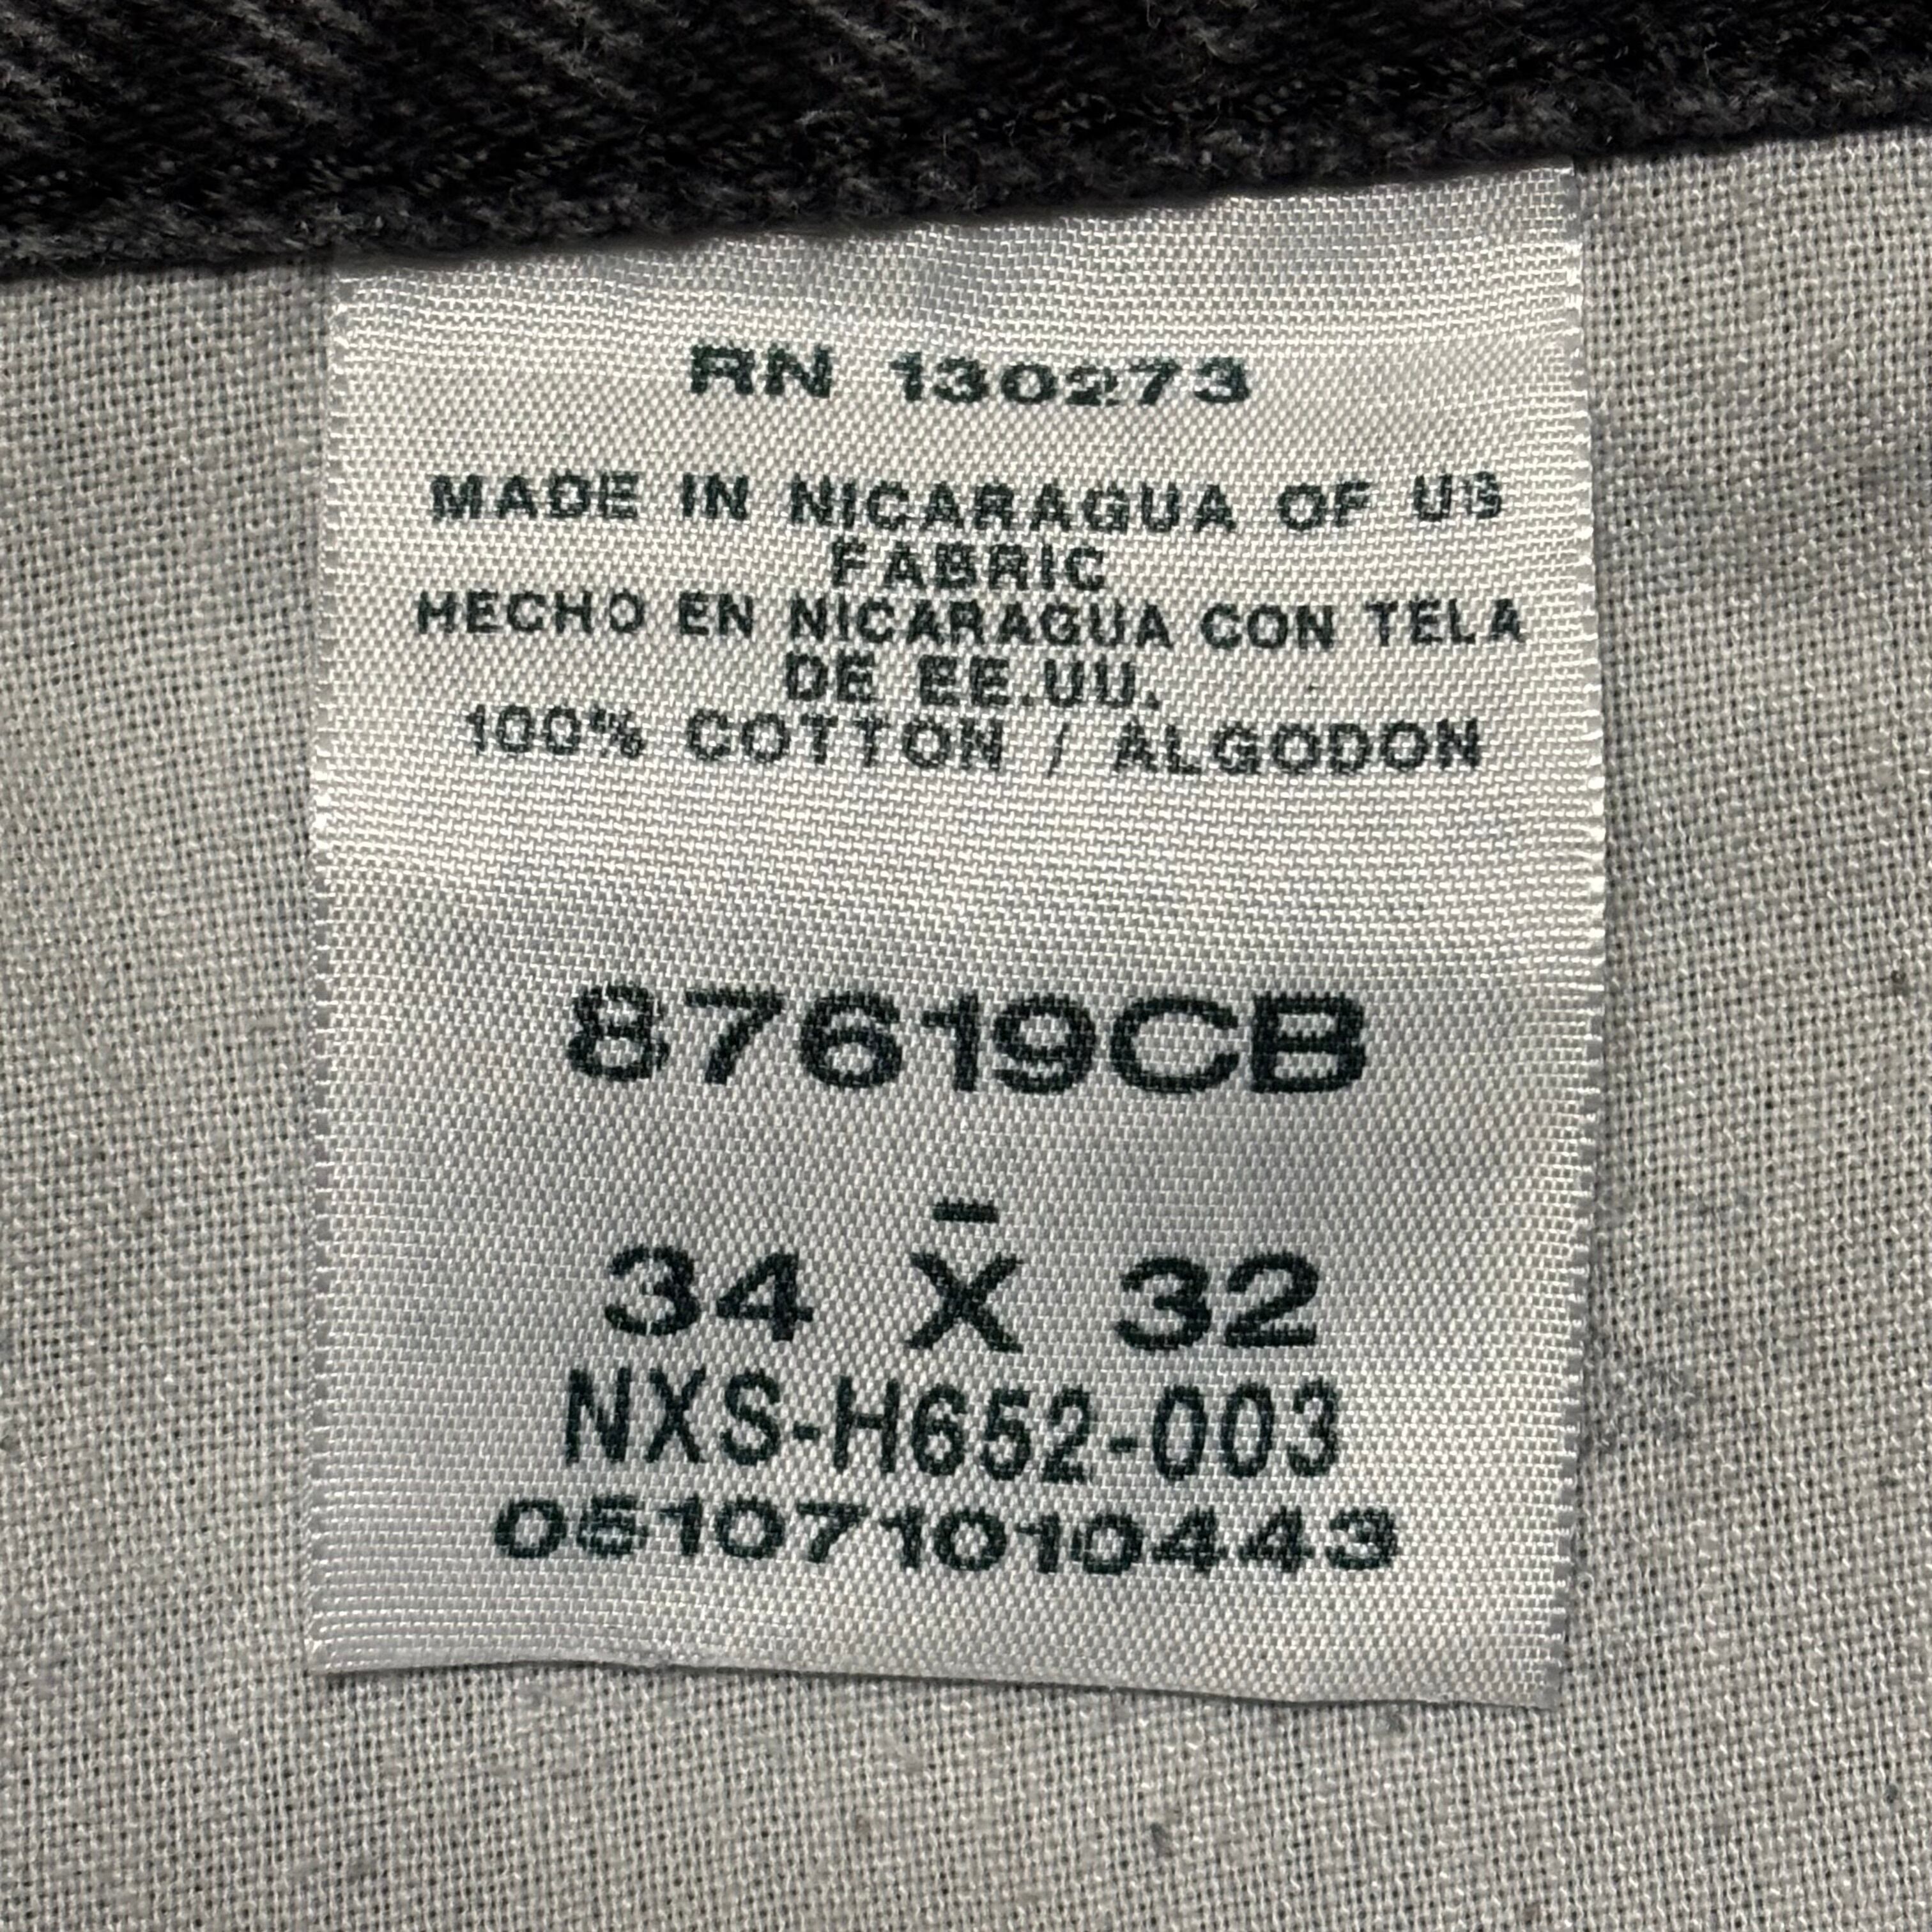 RN 130273
MADE IN NICARAGUA OF US
FABRIC
HECHO EN NICARAGUA CON TELA
DE EE.UU.
100% COTTON / ALGODON
87619CB
-
34 X 32
NXS-H652-003
051071010443